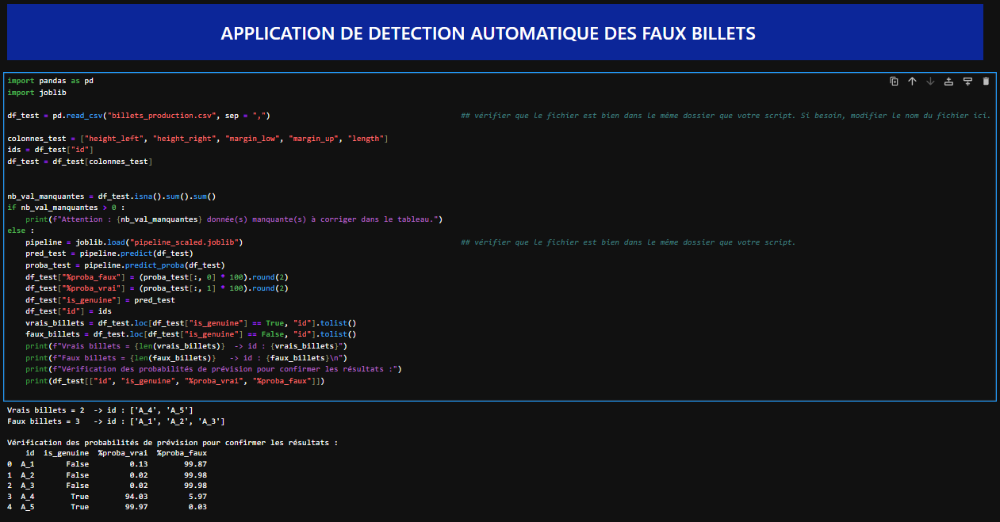 APPLICATION DE DETECTION AUTOMATIQUE DES FAUX BILLETS
import pandas as pd
import joblib
df_test = pd.read_csv("billets_production.csv", sep = ",") ## vérifier que le fichier est bien dans le même dossier que votre script. Si besoin, modifier le nom du fichier ici.
colonnes_test = ["height_left", "height_right", "margin_low", "margin_up", "length"]
ids = df_test["id"]
df_test = df_test[colonnes_test]
nb_val_manquantes = df_test.isna().sum().sum()
if nb_val_manquantes > 0 :
    print(f"Attention : {nb_val_manquantes} donnée(s) manquante(s) à corriger dans le tableau.")
else :
    pipeline = joblib.load("pipeline_scaled.joblib") ## vérifier que le fichier est bien dans le même dossier que votre script.
    pred_test = pipeline.predict(df_test)
    proba_test = pipeline.predict_proba(df_test)
    df_test["%proba_faux"] = (proba_test[:, 0] * 100).round(2)
    df_test["%proba_vrai"] = (proba_test[:, 1] * 100).round(2)
    df_test["is_genuine"] = pred_test
    df_test["id"] = ids
    vrais_billets = df_test.loc[df_test["is_genuine"] == True, "id"].tolist()
    faux_billets = df_test.loc[df_test["is_genuine"] == False, "id"].tolist()
    print(f"Vrais billets = {len(vrais_billets)}  -> id : {vrais_billets}")
    print(f"Faux billets = {len(faux_billets)}   -> id : {faux_billets}\n")
    print(f"Vérification des probabilités de prévision pour confirmer les résultats :")
    print(df_test[["id", "is_genuine", "%proba_vrai", "%proba_faux"]])
Vrais billets = 2  -> id : ['A_4', 'A_5']
Faux billets = 3   -> id : ['A_1', 'A_2', 'A_3']
Vérification des probabilités de prévision pour confirmer les résultats :
    id  is_genuine  %proba_vrai  %proba_faux
0  A_1       False         0.13        99.87
1  A_2       False         0.02        99.98
2  A_3       False         0.02        99.98
3  A_4        True        94.03         5.97
4  A_5        True        99.97         0.03